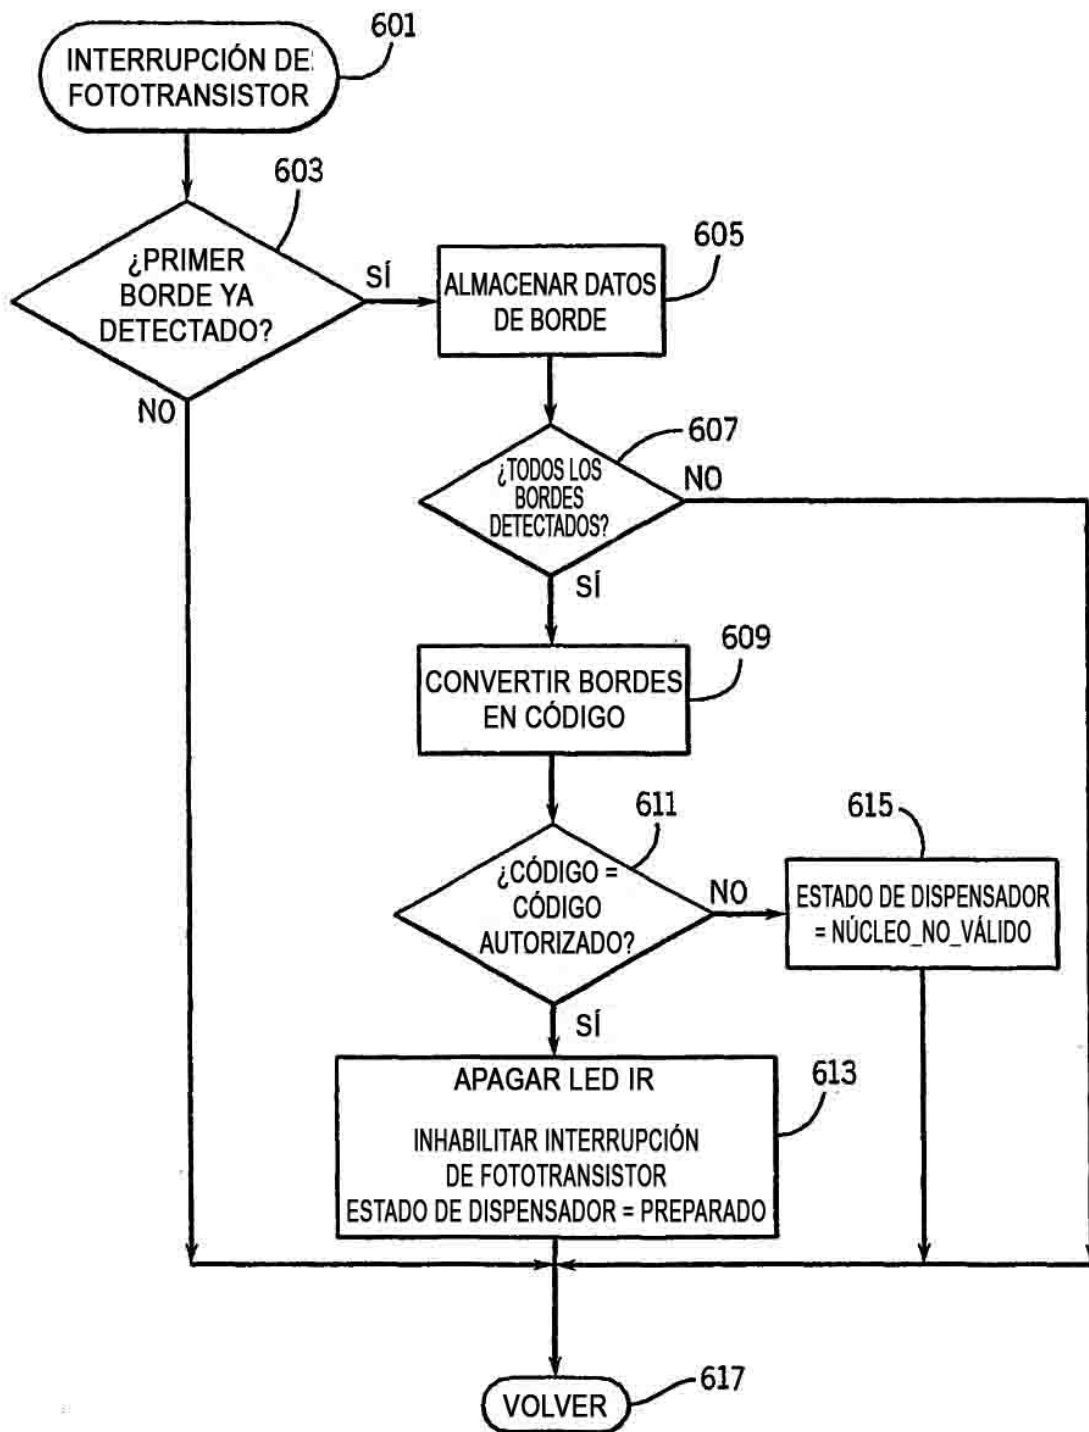 601
INTERRUPCIÓN DE
FOTOTRANSISTOR
603
¿PRIMER
BORDE YA
DETECTADO?
SÍ
NO
605
ALMACENAR DATOS
DE BORDE
607
¿TODOS LOS
BORDES
DETECTADOS?
NO
SÍ
609
CONVERTIR BORDES
EN CÓDIGO
611
¿CÓDIGO =
CÓDIGO
AUTORIZADO?
NO
SÍ
615
ESTADO DE DISPENSADOR
= NÚCLEO_NO_VÁLIDO
613
APAGAR LED IR
INHABILITAR INTERRUPCIÓN
DE FOTOTRANSISTOR
ESTADO DE DISPENSADOR = PREPARADO
VOLVER
617